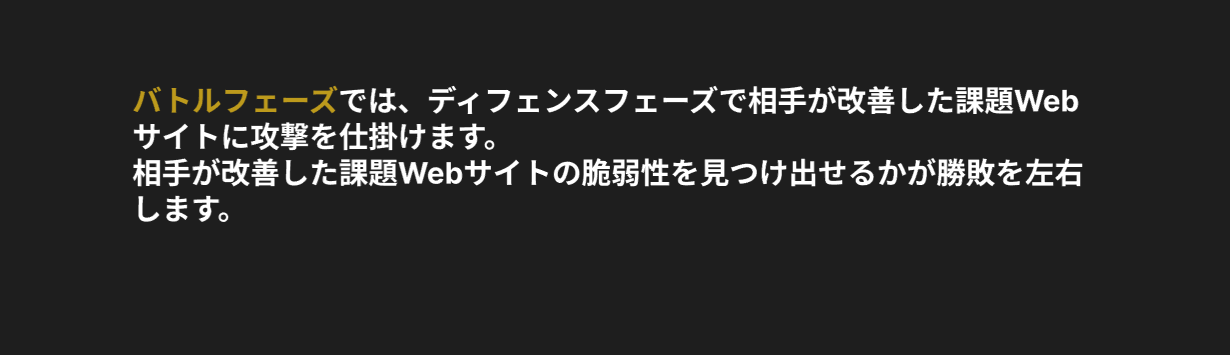 バトルフェーズでは、ディフェンスフェーズで相手が改善した課題Web
サイトに攻撃を仕掛けます。
相手が改善した課題Webサイトの脆弱性を見つけ出せるかが勝敗を左右
します。